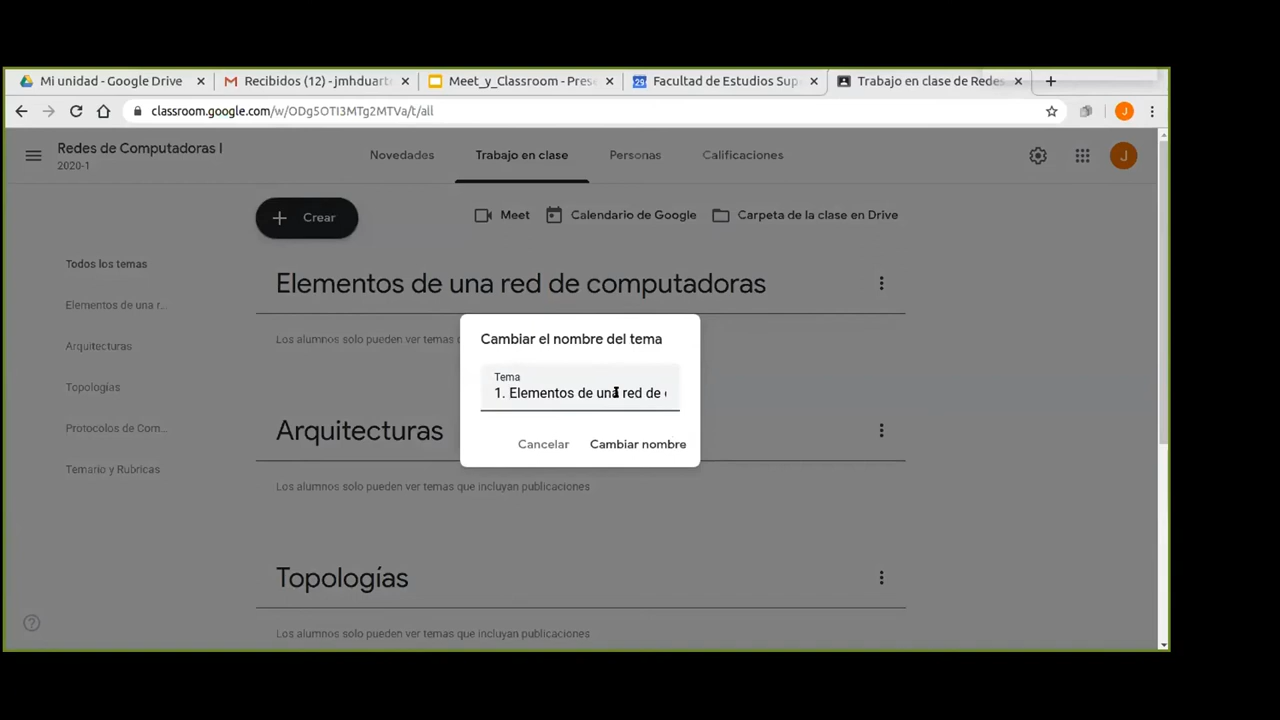 Mi unidad - Google Drive
Recibidos (12) - jmhduart
Meet_y_Classroom - Pres
Facultad de Estudios Sup
Trabajo en clase de Redes
classroom.google.com/w/ODg5OTI3MTg2MTVa/t/all
J
Redes de Computadoras I
2020-1
Novedades
Trabajo en clase
Personas
Calificaciones
J
Crear
Meet
Calendario de Google
Carpeta de la clase en Drive
Todos los temas
Elementos de una r...
Arquitecturas
Topologías
Protocolos de Com...
Temario y Rubricas
Elementos de una red de computadoras
Los alumnos solo pueden ver temas
Cambiar el nombre del tema
Tema
1. Elementos de una red de
Cancelar
Cambiar nombre
Arquitecturas
Los alumnos solo pueden ver temas que incluyan publicaciones
Topologías
Los alumnos solo pueden ver temas que incluyan publicaciones